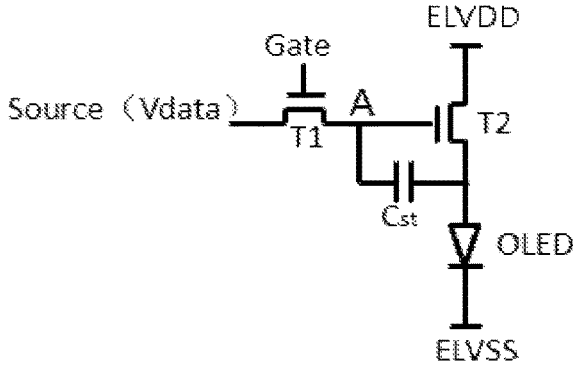 ELVDD
Gate
Source（Vdata）
A
T1
T2
Cst
OLED
ELVSS